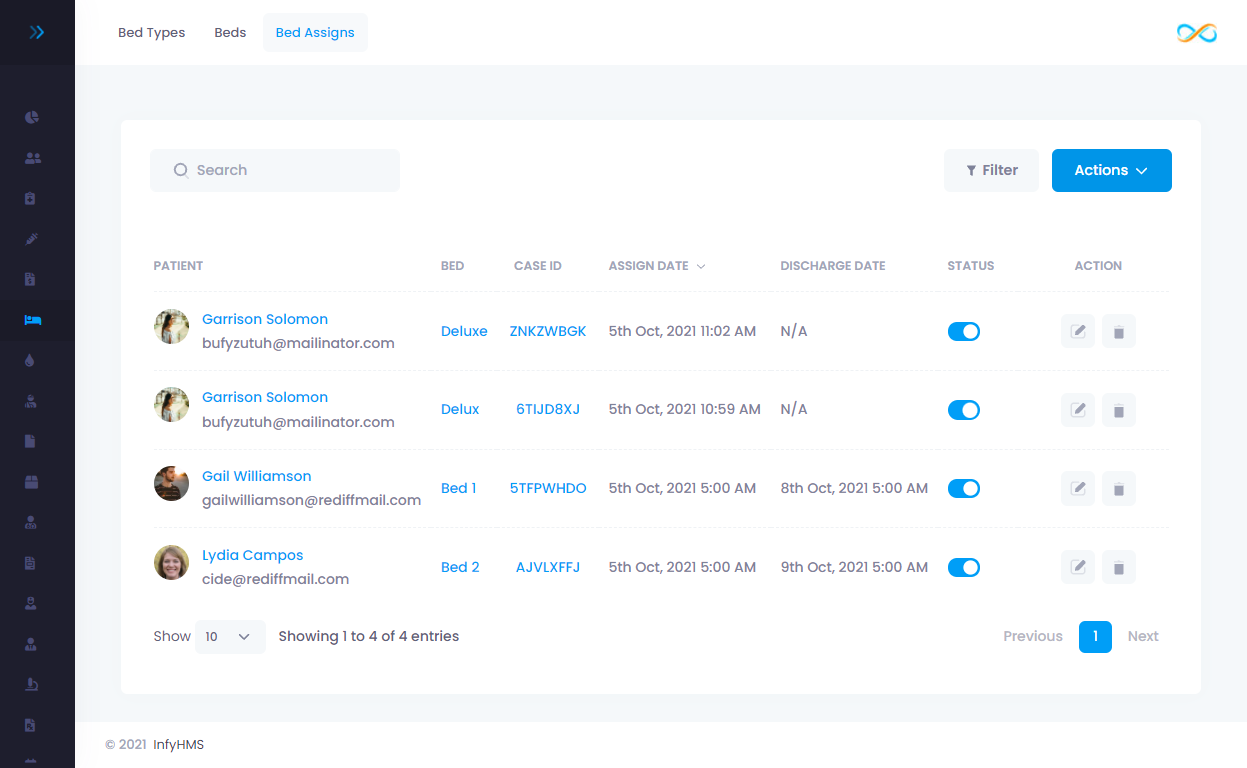 Bed Types Beds Bed Assigns
Search Filter Actions
PATIENT BED CASE ID ASSIGN DATE DISCHARGE DATE STATUS ACTION
Garrison Solomon
bufyzutuh@mailinator.com
Deluxe ZNKZWBGK 5th Oct, 2021 11:02 AM N/A
Garrison Solomon
bufyzutuh@mailinator.com
Delux 6TIJD8XJ 5th Oct, 2021 10:59 AM N/A
Gail Williamson
gailwilliamson@rediffmail.com
Bed 1 5TFPWHDO 5th Oct, 2021 5:00 AM 8th Oct, 2021 5:00 AM
Lydia Campos
cide@rediffmail.com
Bed 2 AJVLXFFJ 5th Oct, 2021 5:00 AM 9th Oct, 2021 5:00 AM
Show 10 Showing 1 to 4 of 4 entries Previous 1 Next
© 2021 InfyHMS